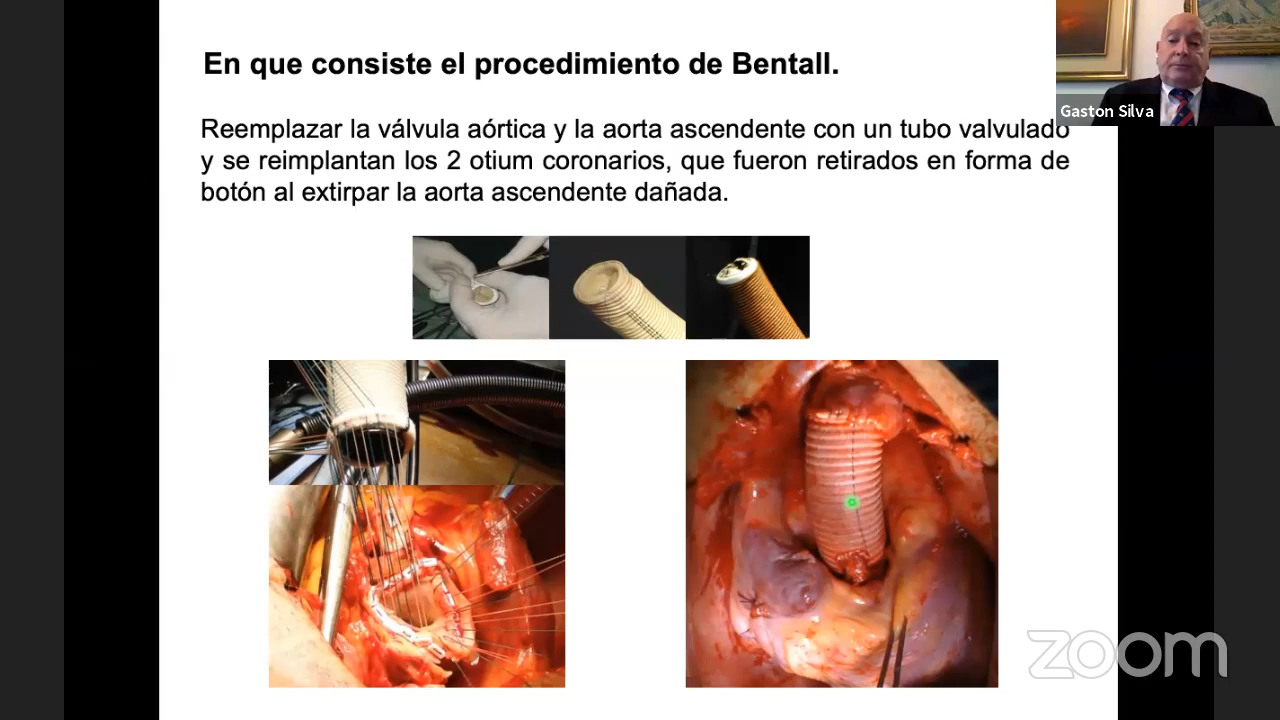 En que consiste el procedimiento de Bentall.
Reemplazar la válvula aórtica y la aorta ascendente con un tubo valvulado
y se reimplantan los 2 otium coronarios, que fueron retirados en forma de
botón al extirpar la aorta ascendente dañada.
Gaston Silva
zoom